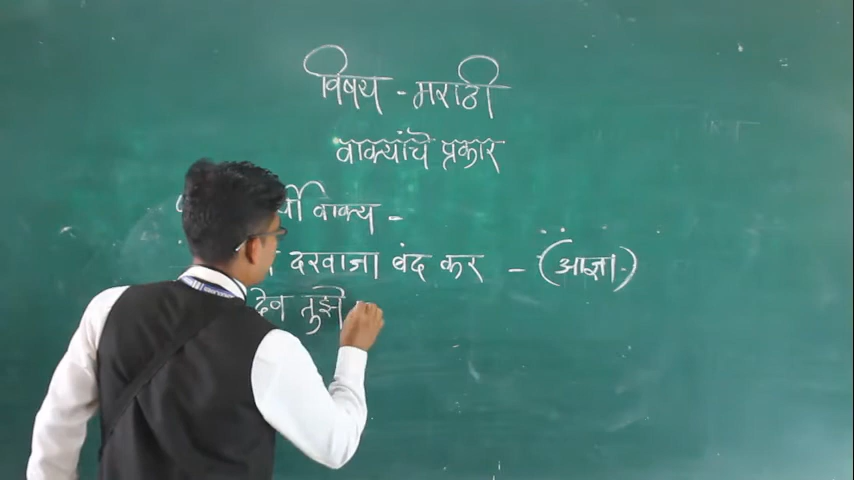 विषय - मराठी
वाक्यांचे प्रकार
वाक्य -
दरवाजा बंद कर - (आज्ञा)
देव तुझे